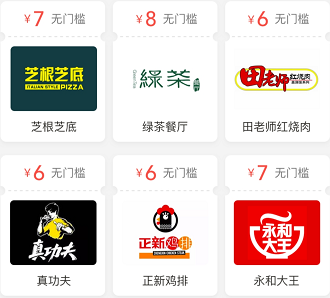 ¥7 无门槛
¥8 无门槛
¥6 无门槛
芝根芝底
ITALIAN STYLE PIZZA
绿茶
田老师红烧肉
芝根芝底
绿茶餐厅
田老师红烧肉
¥6 无门槛
¥6 无门槛
¥7 无门槛
真功夫
正新鸡排
ZHENGXIN CHICKEN STEAK
永和
大王
真功夫
正新鸡排
永和大王